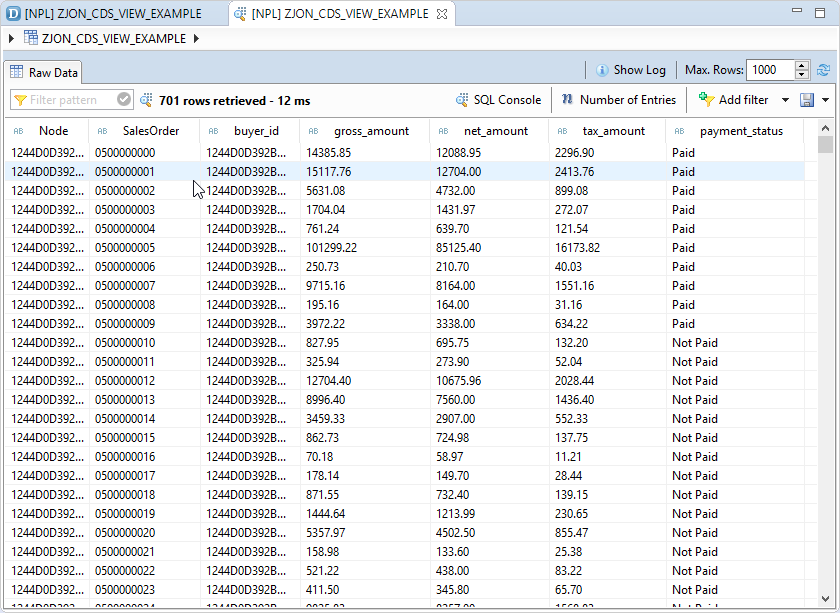 [NPL] ZJON_CDS_VIEW_EXAMPLE [NPL] ZJON_CDS_VIEW_EXAMPLE
ZJON_CDS_VIEW_EXAMPLE
Raw Data Show Log Max. Rows: 1000
Filter pattern 701 rows retrieved - 12 ms SQL Console Number of Entries Add filter
AB Node AB SalesOrder AB buyer_id AB gross_amount AB net_amount AB tax_amount AB payment_status
1244D0D392... 0500000000 1244D0D392B... 14385.85 12088.95 2296.90 Paid
1244D0D392... 0500000001 1244D0D392B... 15117.76 12704.00 2413.76 Paid
1244D0D392... 0500000002 1244D0D392B... 5631.08 4732.00 899.08 Paid
1244D0D392... 0500000003 1244D0D392B... 1704.04 1431.97 272.07 Paid
1244D0D392... 0500000004 1244D0D392B... 761.24 639.70 121.54 Paid
1244D0D392... 0500000005 1244D0D392B... 101299.22 85125.40 16173.82 Paid
1244D0D392... 0500000006 1244D0D392B... 250.73 210.70 40.03 Paid
1244D0D392... 0500000007 1244D0D392B... 9715.16 8164.00 1551.16 Paid
1244D0D392... 0500000008 1244D0D392B... 195.16 164.00 31.16 Paid
1244D0D392... 0500000009 1244D0D392B... 3972.22 3338.00 634.22 Paid
1244D0D392... 0500000010 1244D0D392B... 827.95 695.75 132.20 Not Paid
1244D0D392... 0500000011 1244D0D392B... 325.94 273.90 52.04 Not Paid
1244D0D392... 0500000012 1244D0D392B... 12704.40 10675.96 2028.44 Not Paid
1244D0D392... 0500000013 1244D0D392B... 8996.40 7560.00 1436.40 Not Paid
1244D0D392... 0500000014 1244D0D392B... 3459.33 2907.00 552.33 Not Paid
1244D0D392... 0500000015 1244D0D392B... 862.73 724.98 137.75 Not Paid
1244D0D392... 0500000016 1244D0D392B... 70.18 58.97 11.21 Not Paid
1244D0D392... 0500000017 1244D0D392B... 178.14 149.70 28.44 Not Paid
1244D0D392... 0500000018 1244D0D392B... 871.55 732.40 139.15 Not Paid
1244D0D392... 0500000019 1244D0D392B... 1444.64 1213.99 230.65 Not Paid
1244D0D392... 0500000020 1244D0D392B... 5357.97 4502.50 855.47 Not Paid
1244D0D392... 0500000021 1244D0D392B... 158.98 133.60 25.38 Not Paid
1244D0D392... 0500000022 1244D0D392B... 521.22 438.00 83.22 Not Paid
1244D0D392... 0500000023 1244D0D392B... 411.50 345.80 65.70 Not Paid